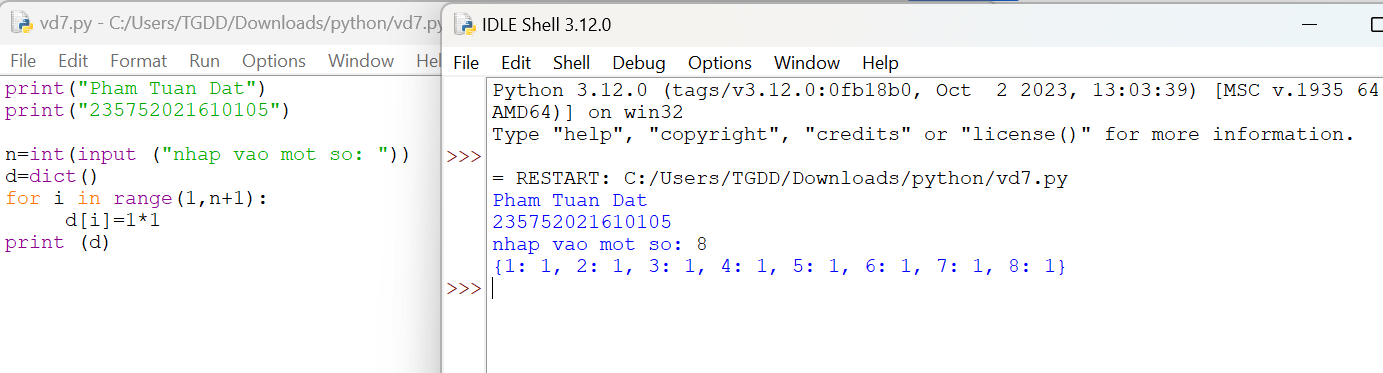 vd7.py - C:/Users/TGDD/Downloads/python/vd7.py
File Edit Format Run Options Window Hel
print("Pham Tuan Dat")
print("235752021610105")
n=int(input ("nhap vao mot so: "))
d=dict()
for i in range(1,n+1):
d[i]=1*1
print (d)
IDLE Shell 3.12.0
File Edit Shell Debug Options Window Help
Python 3.12.0 (tags/v3.12.0:0fb18b0, Oct 2 2023, 13:03:39) [MSC v.1935 64
AMD64)] on win32
Type "help", "copyright", "credits" or "license()" for more information.
>>>
= RESTART: C:/Users/TGDD/Downloads/python/vd7.py
Pham Tuan Dat
235752021610105
nhap vao mot so: 8
{1: 1, 2: 1, 3: 1, 4: 1, 5: 1, 6: 1, 7: 1, 8: 1}
>>>